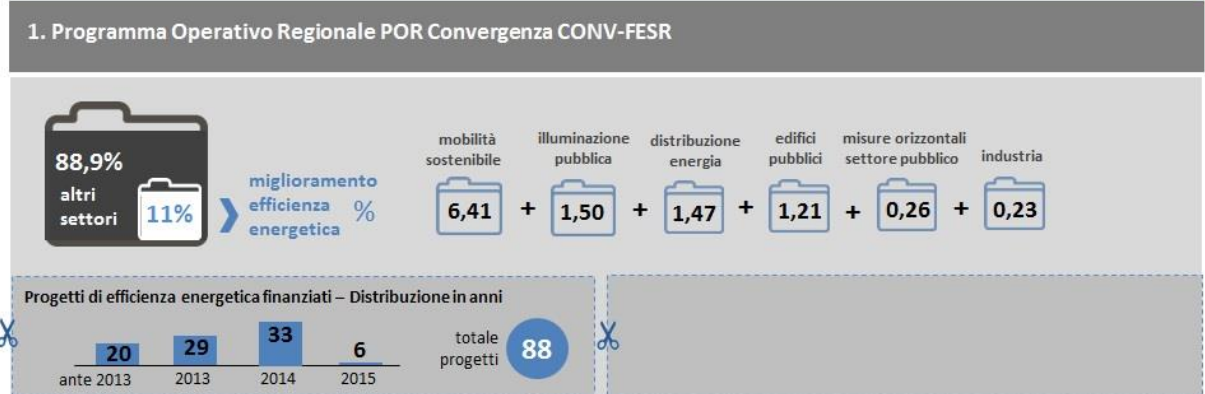 1. Programma Operativo Regionale POR Convergenza CONV-FESR
88,9%
altri
settori
11%
miglioramento
efficienza %
energetica
mobilità
sostenibile
illuminazione
pubblica
distribuzione
energia
edifici
pubblici
misure orizzontali
settore pubblico
industria
6,41 + 1,50 + 1,47 + 1,21 + 0,26 + 0,23
Progetti di efficienza energetica finanziati – Distribuzione in anni
20 29 33 6
ante 2013 2013 2014 2015
totale
progetti
88